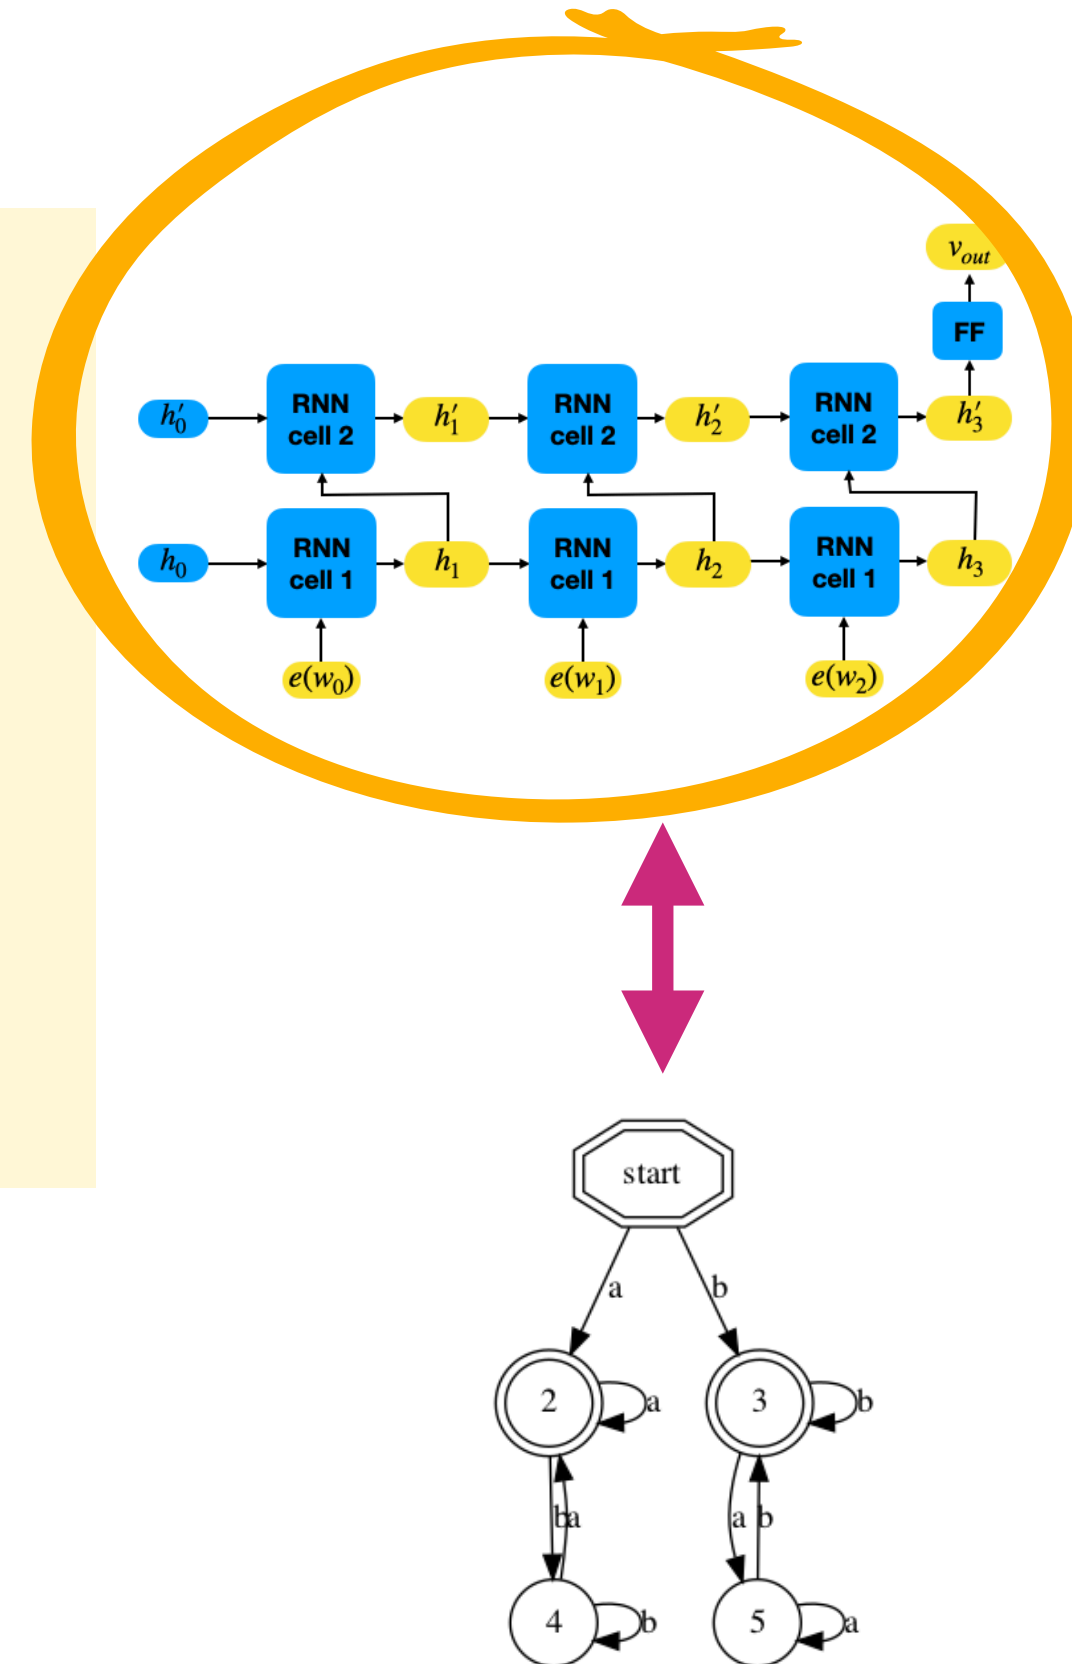 v_out
FF
h′_0 RNN cell 2 h′_1 RNN cell 2 h′_2 RNN cell 2 h′_3
h_0 RNN cell 1 h_1 RNN cell 1 h_2 RNN cell 1 h_3
e(w_0) e(w_1) e(w_2)
start
a b
2 a 3 b
b a a b
4 b 5 a